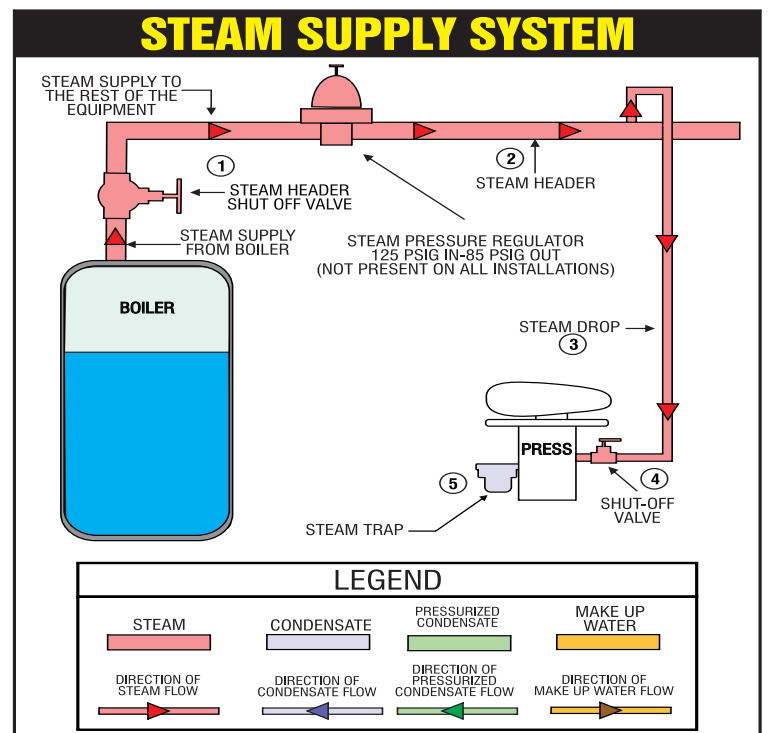 STEAM SUPPLY SYSTEM
STEAM SUPPLY TO
THE REST OF THE
EQUIPMENT
1
STEAM HEADER
SHUT OFF VALVE
2
STEAM HEADER
STEAM SUPPLY
FROM BOILER
STEAM PRESSURE REGULATOR
125 PSIG IN-85 PSIG OUT
(NOT PRESENT ON ALL INSTALLATIONS)
BOILER
STEAM DROP
3
PRESS
4
SHUT-OFF
VALVE
5
STEAM TRAP
LEGEND
STEAM
CONDENSATE
PRESSURIZED
CONDENSATE
MAKE UP
WATER
DIRECTION OF
STEAM FLOW
DIRECTION OF
CONDENSATE FLOW
DIRECTION OF
PRESSURIZED
CONDENSATE FLOW
DIRECTION OF
MAKE UP WATER FLOW